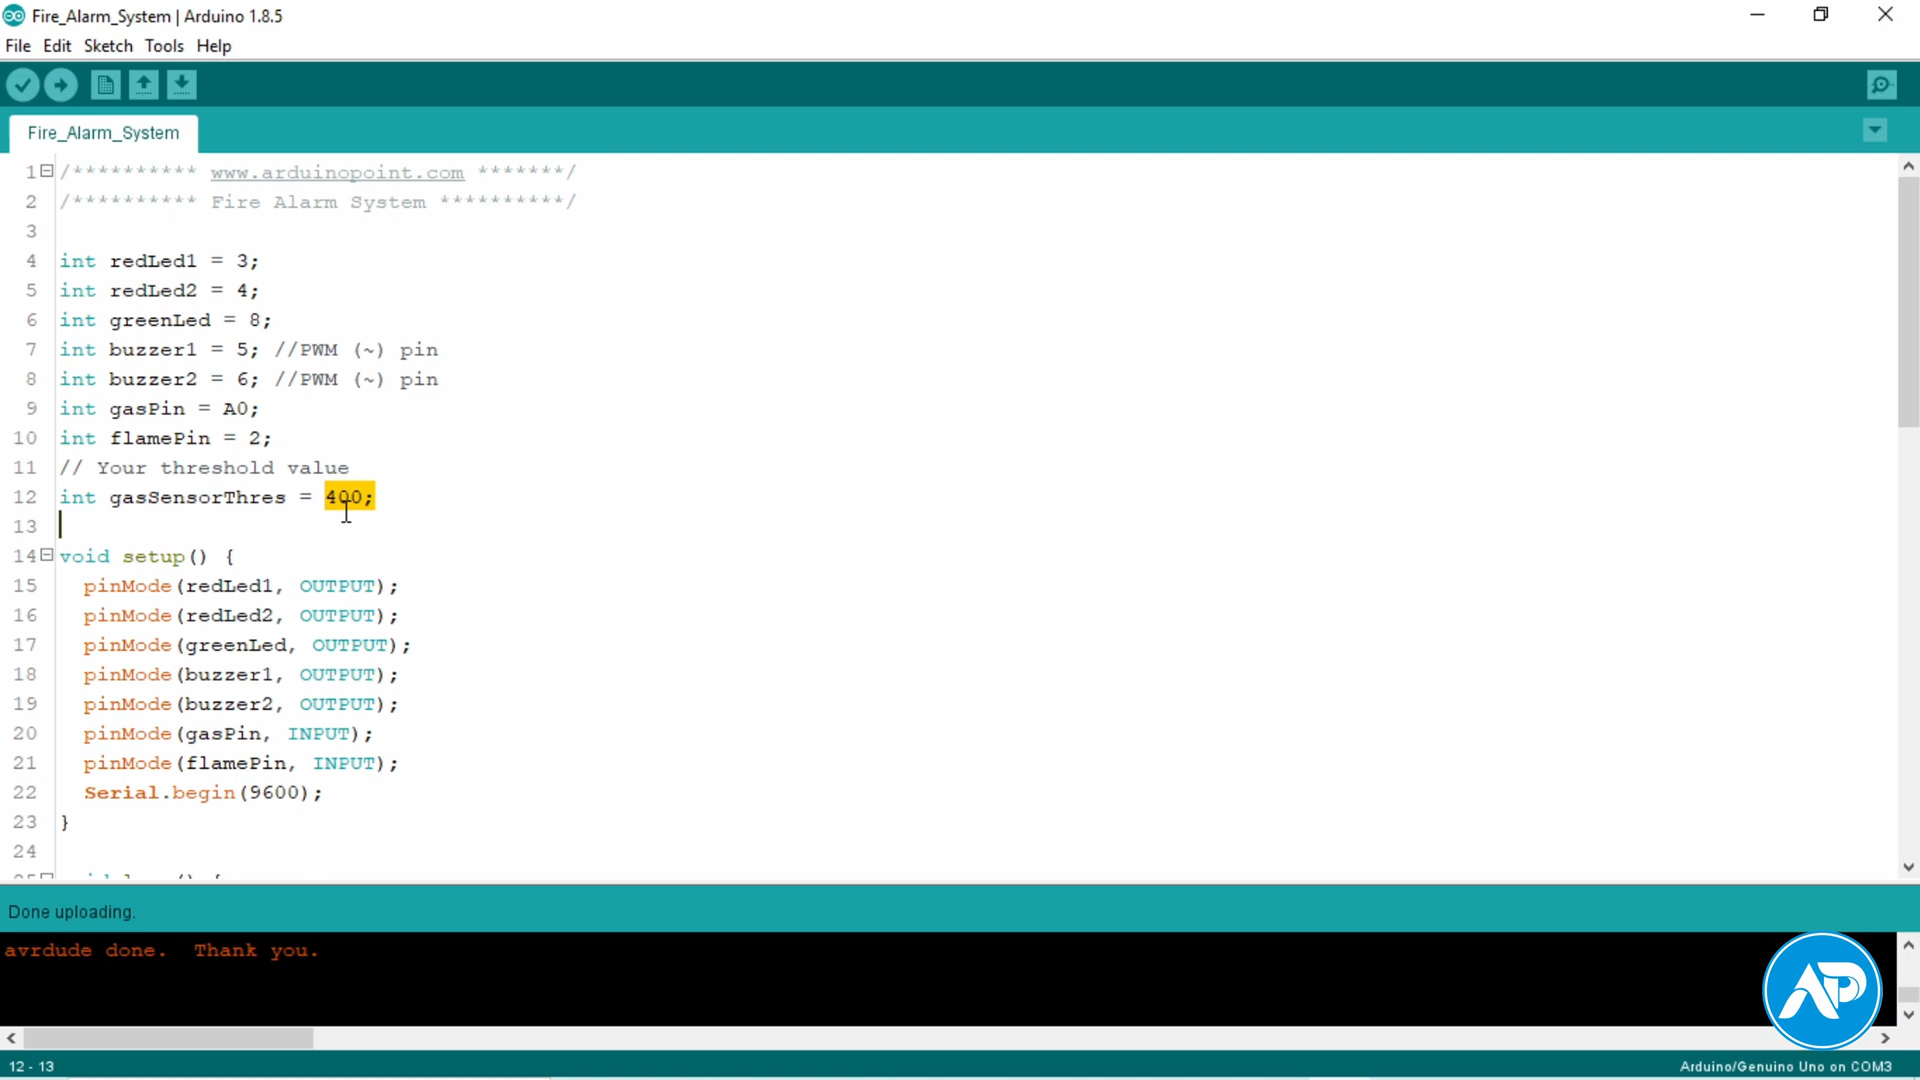 Fire_Alarm_System | Arduino 1.8.5
File Edit Sketch Tools Help
Fire_Alarm_System
1 /********** www.arduinopoint.com *******/
2 /********** Fire Alarm System **********/
3
4 int redLed1 = 3;
5 int redLed2 = 4;
6 int greenLed = 8;
7 int buzzer1 = 5; //PWM (~) pin
8 int buzzer2 = 6; //PWM (~) pin
9 int gasPin = A0;
10 int flamePin = 2;
11 // Your threshold value
12 int gasSensorThres = 400;
13
14 void setup() {
15 pinMode(redLed1, OUTPUT);
16 pinMode(redLed2, OUTPUT);
17 pinMode(greenLed, OUTPUT);
18 pinMode(buzzer1, OUTPUT);
19 pinMode(buzzer2, OUTPUT);
20 pinMode(gasPin, INPUT);
21 pinMode(flamePin, INPUT);
22 Serial.begin(9600);
23 }
24
Done uploading.
avrdude done. Thank you.
AP
12 - 13
Arduino/Genuino Uno on COM3